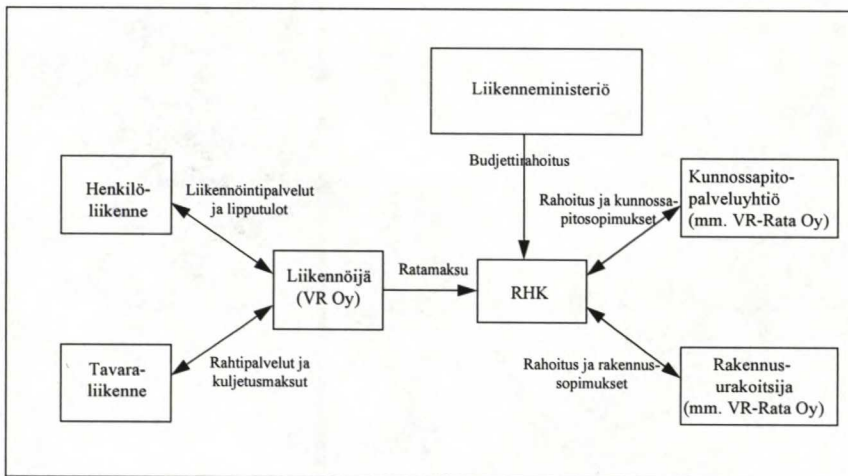 Liikenneministeriö
Budjettirahoitus
Henkilö-
liikenne
Liikennöintipalvelut
ja lipputulot
Kunnossapito-
palveluyhtiö
(mm. VR-Rata Oy)
Rahoitus ja kunnossa-
pitosopimukset
Liikennöijä
(VR Oy)
Ratamaksu
RHK
Tavara-
liikenne
Rahtipalvelut ja
kuljetusmaksut
Rahoitus ja rakennus-
sopimukset
Rakennus-
urakoitsija
(mm. VR-Rata Oy)